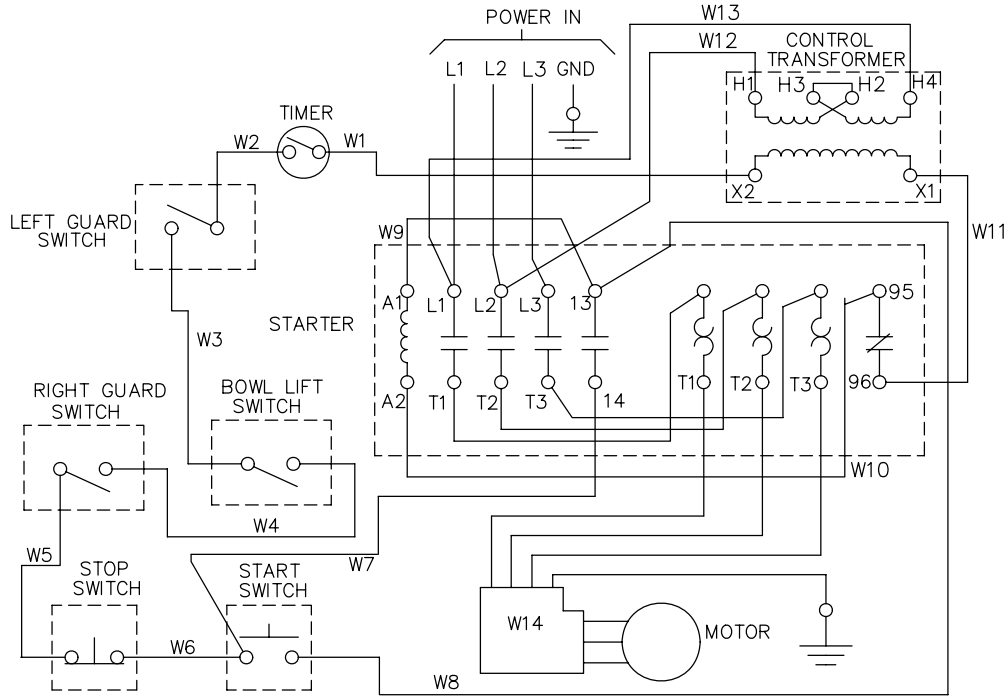 W13
POWER IN
W12
CONTROL
TRANSFORMER
L1 L2 L3 GND
H1 H3 H2 H4
TIMER
W2 W1
X2 X1
LEFT GUARD
SWITCH
W9
W11
A1 L1 L2 L3 13 95
STARTER
W3
RIGHT GUARD
SWITCH
BOWL LIFT
SWITCH
T1 T2 T3 96
A2 T1 T2 T3 14
W10
W4
W5
W7
STOP
SWITCH
START
SWITCH
W14
MOTOR
W6
W8